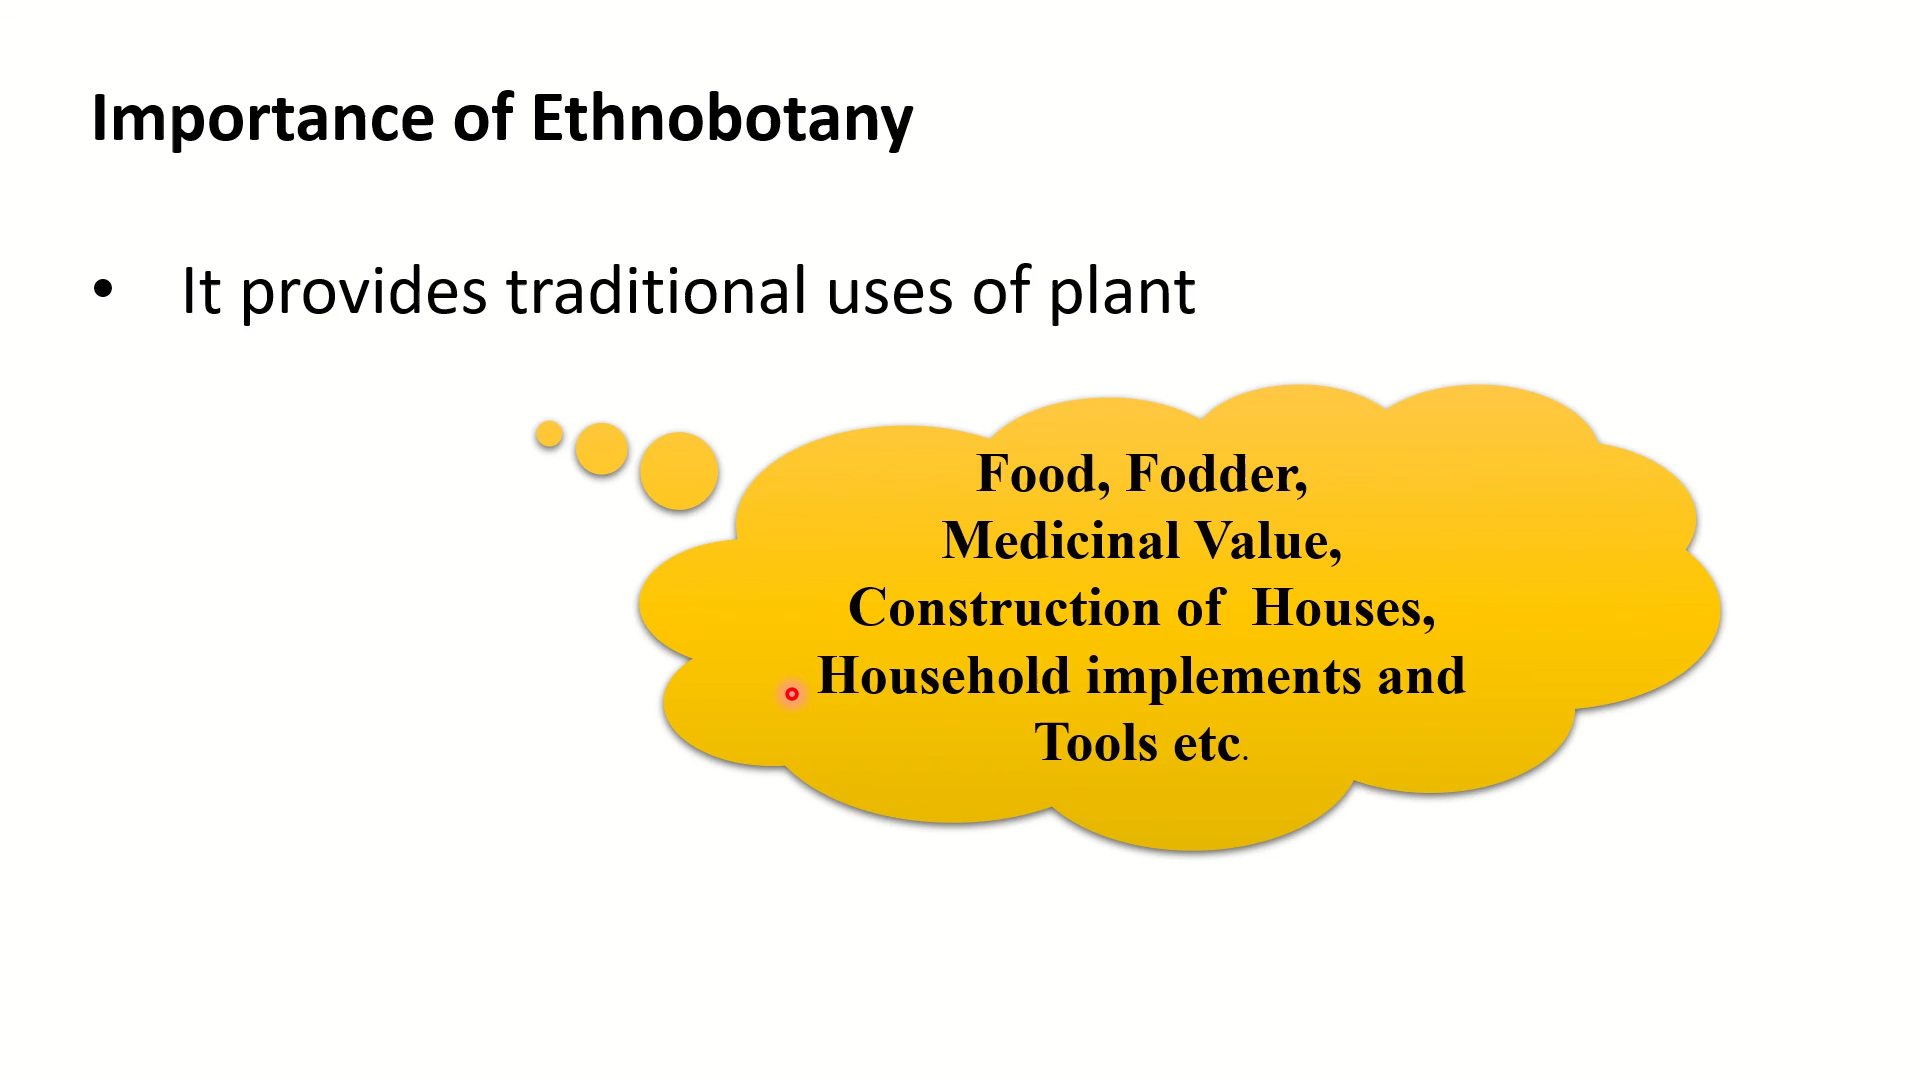 Importance of Ethnobotany
• It provides traditional uses of plant
Food, Fodder,
Medicinal Value,
Construction of  Houses,
Household implements and
Tools etc.